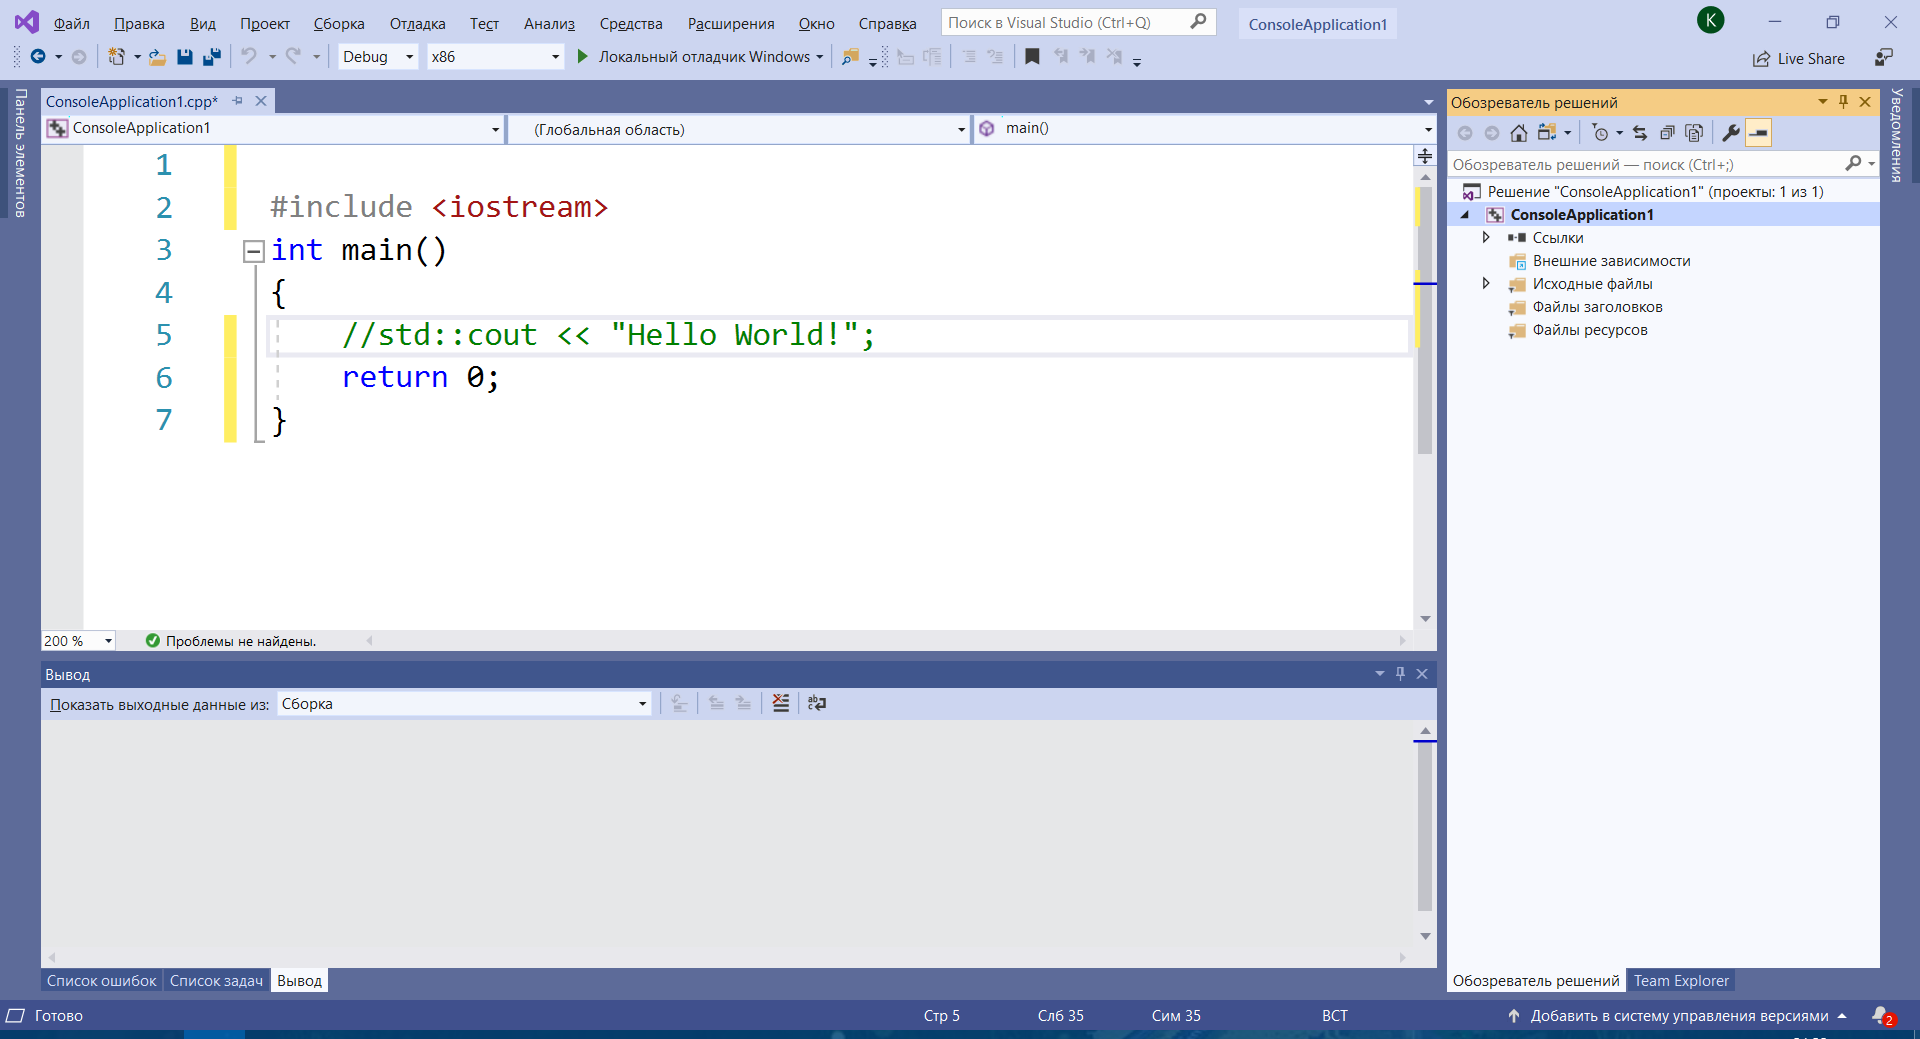 Файл Правка Вид Проект Сборка Отладка Тест Анализ Средства Расширения Окно Справка Поиск в Visual Studio (Ctrl+Q) ConsoleApplication1 K
Debug x86 Локальный отладчик Windows Live Share
Панель элементов
ConsoleApplication1.cpp*
ConsoleApplication1 (Глобальная область) main()
1
2 #include <iostream>
3 int main()
4 {
5 //std::cout << "Hello World!";
6 return 0;
7 }
200 % Проблемы не найдены.
Вывод
Показать выходные данные из: Сборка
Список ошибок Список задач Вывод
Обозреватель решений
Обозреватель решений — поиск (Ctrl+;)
Решение "ConsoleApplication1" (проекты: 1 из 1)
ConsoleApplication1
Ссылки
Внешние зависимости
Исходные файлы
Файлы заголовков
Файлы ресурсов
Обозреватель решений Team Explorer
Уведомления
Готово Стр 5 Слб 35 Сим 35 ВСТ Добавить в систему управления версиями 2